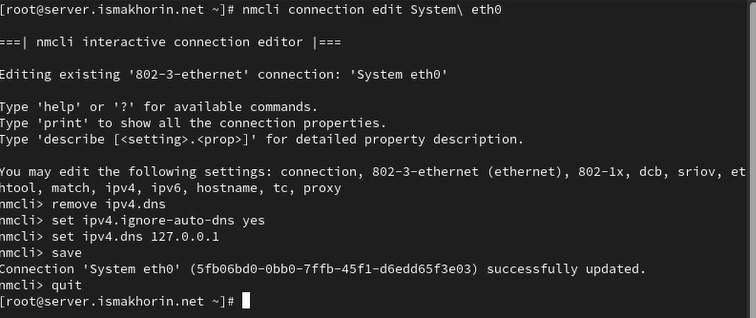 [root@server.ismakhorin.net ~]# nmcli connection edit System\ eth0
===| nmcli interactive connection editor |===
Editing existing '802-3-ethernet' connection: 'System eth0'
Type 'help' or '?' for available commands.
Type 'print' to show all the connection properties.
Type 'describe [<setting>.<prop>]' for detailed property description.
You may edit the following settings: connection, 802-3-ethernet (ethernet), 802-1x, dcb, sriov, et
htool, match, ipv4, ipv6, hostname, tc, proxy
nmcli> remove ipv4.dns
nmcli> set ipv4.ignore-auto-dns yes
nmcli> set ipv4.dns 127.0.0.1
nmcli> save
Connection 'System eth0' (5fb06bd0-0bb0-7ffb-45f1-d6edd65f3e03) successfully updated.
nmcli> quit
[root@server.ismakhorin.net ~]#